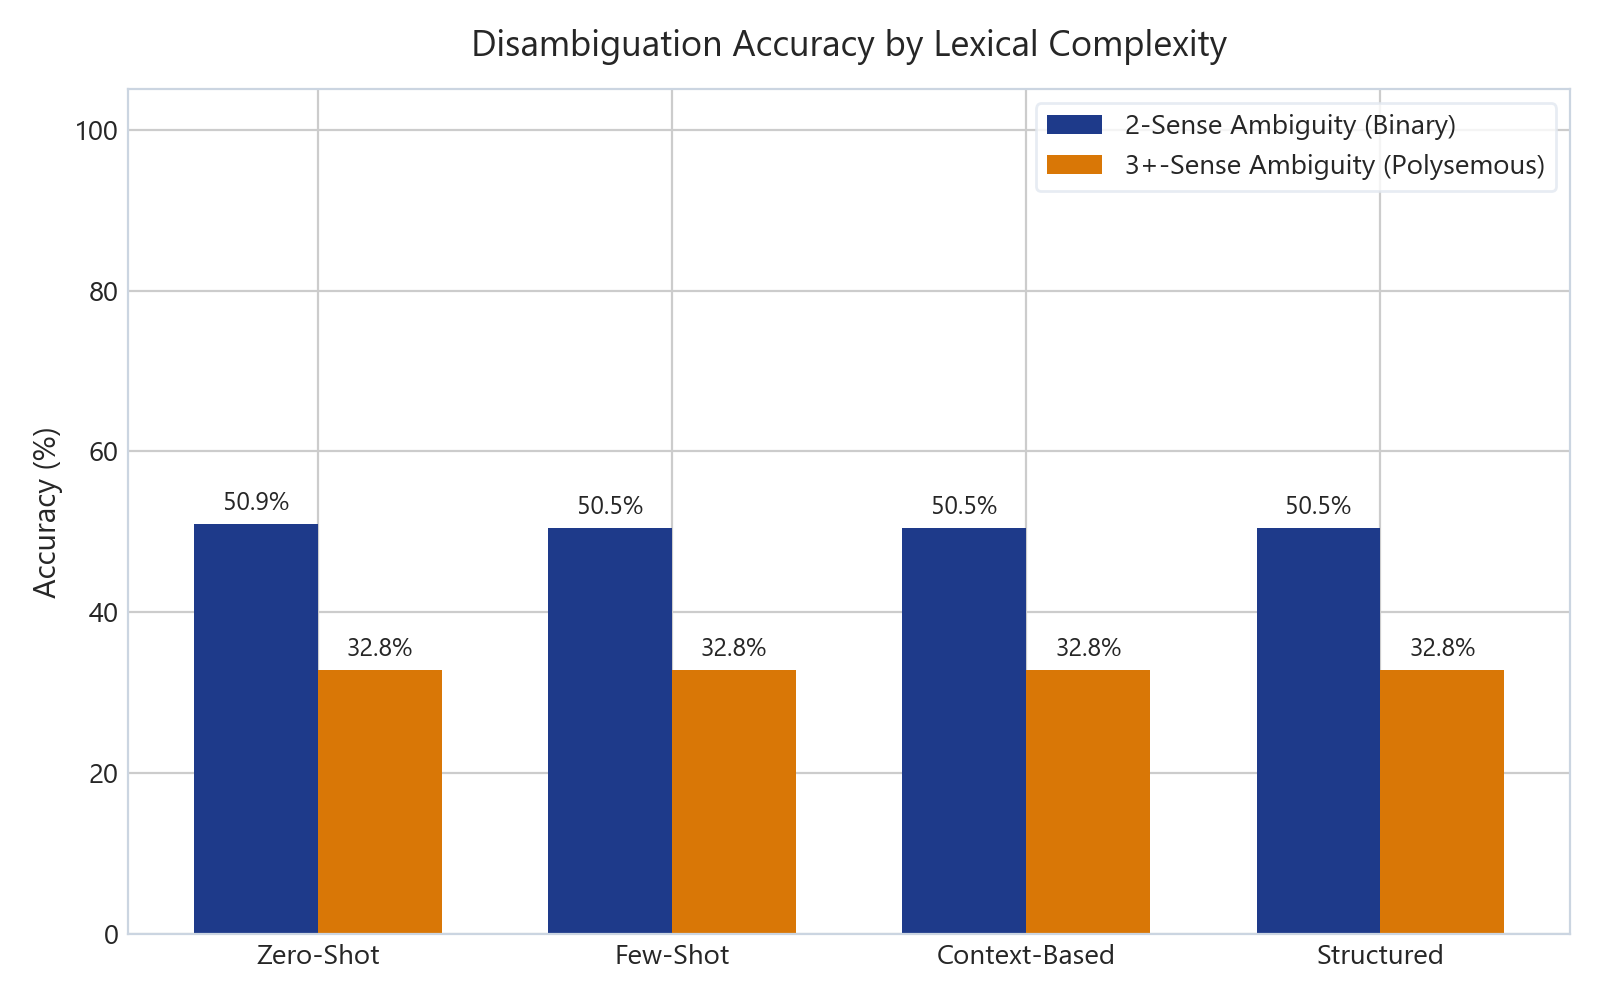 Disambiguation Accuracy by Lexical Complexity
2-Sense Ambiguity (Binary)
3+-Sense Ambiguity (Polysemous)
Accuracy (%)
100
80
60
40
20
0
50.9%
32.8%
50.5%
32.8%
50.5%
32.8%
50.5%
32.8%
Zero-Shot
Few-Shot
Context-Based
Structured